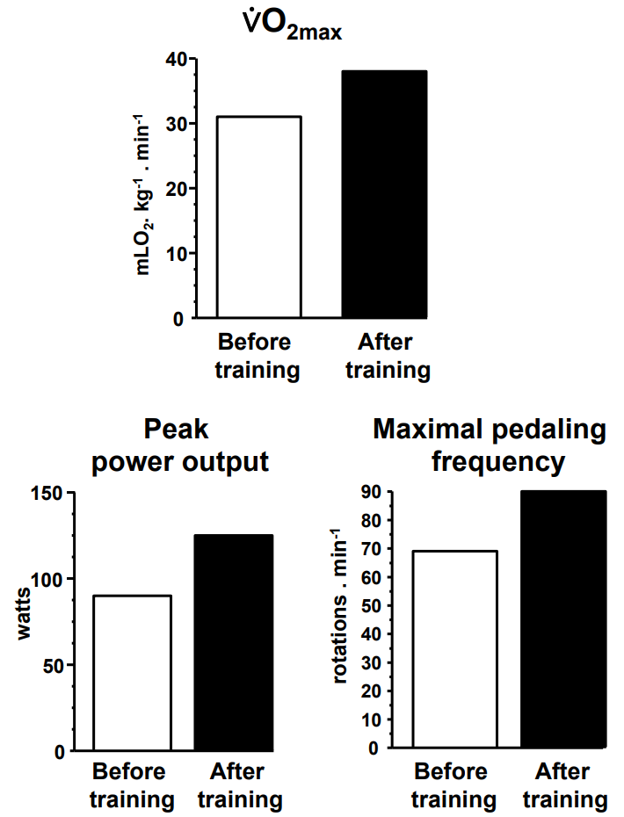 V̇O₂max
40
30
20
10
0
mLO₂. kg⁻¹ . min⁻¹
Before training
After training
Peak
power output
150
100
50
0
watts
Before training
After training
Maximal pedaling
frequency
90
80
70
60
50
40
30
20
10
0
rotations . min⁻¹
Before training
After training